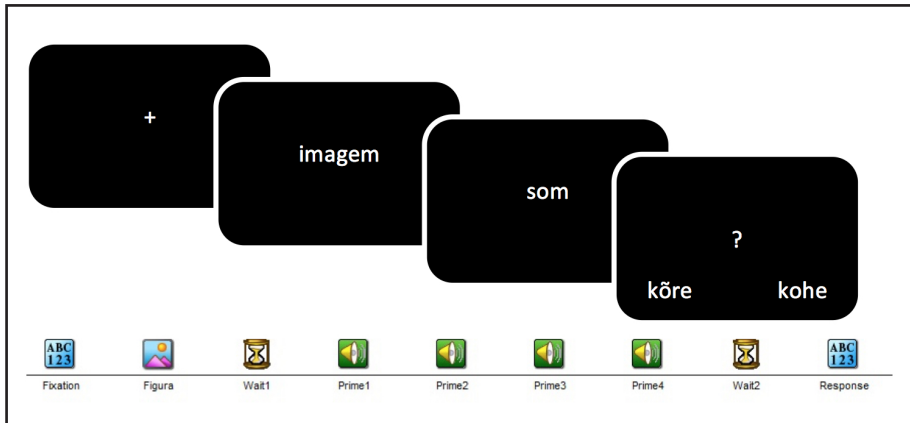 +
imagem
som
?
kõre kohe
ABC 123 ABC 123
Fixation Figura Wait1 Prime1 Prime2 Prime3 Prime4 Wait2 Response